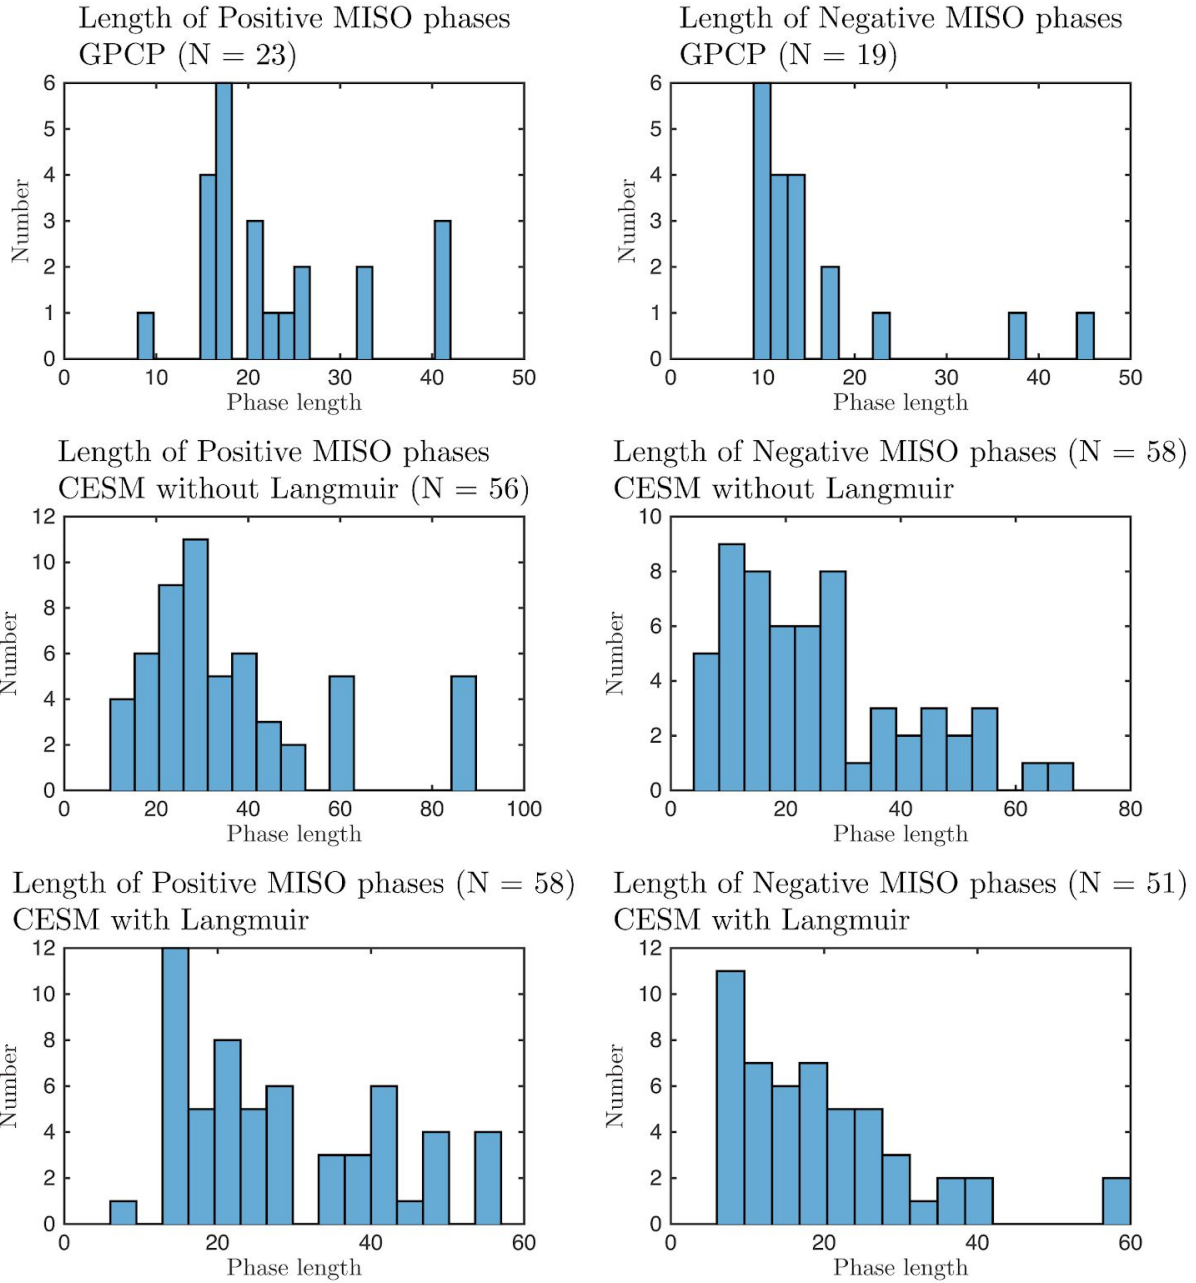 Length of Positive MISO phases
GPCP (N = 23)
6
5
4
3
2
1
0
Number
0 10 20 30 40 50
Phase length
Length of Negative MISO phases
GPCP (N = 19)
6
5
4
3
2
1
0
Number
0 10 20 30 40 50
Phase length
Length of Positive MISO phases
CESM without Langmuir (N = 56)
12
10
8
6
4
2
0
Number
0 20 40 60 80 100
Phase length
Length of Negative MISO phases (N = 58)
CESM without Langmuir
10
8
6
4
2
0
Number
0 20 40 60 80
Phase length
Length of Positive MISO phases (N = 58)
CESM with Langmuir
12
10
8
6
4
2
0
Number
0 20 40 60
Phase length
Length of Negative MISO phases (N = 51)
CESM with Langmuir
12
10
8
6
4
2
0
Number
0 20 40 60
Phase length